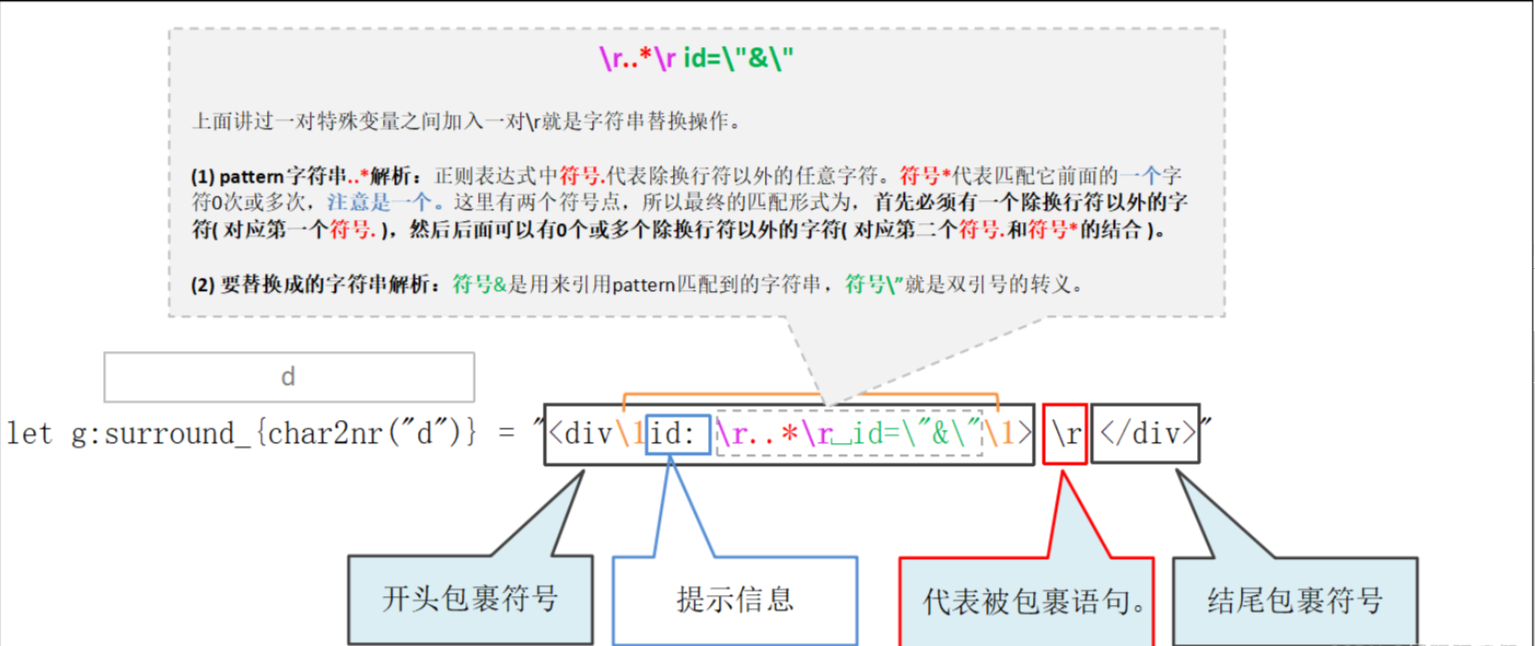 \r..*\r id=\"&\"
上面讲过一对特殊变量之间加入一对\r就是字符串替换操作。
(1) pattern字符串..*解析：正则表达式中符号.代表除换行符以外的任意字符。符号*代表匹配它前面的一个字
符0次或多次，注意是一个。这里有两个符号点，所以最终的匹配形式为，首先必须有一个除换行符以外的字
符( 对应第一个符号. )，然后后面可以有0个或多个除换行符以外的字符( 对应第二个符号.和符号*的结合 )。
(2) 要替换成的字符串解析：符号&是用来引用pattern匹配到的字符串，符号\”就是双引号的转义。
d
let g:surround_{char2nr("d")} = "<div\1id: \r..*\r␣id=\"&\"\1> \r </div>"
开头包裹符号
提示信息
代表被包裹语句。
结尾包裹符号